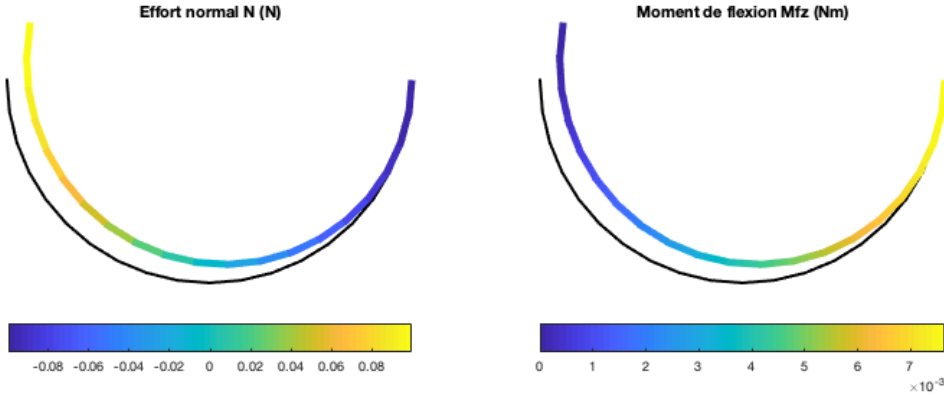 Effort normal N (N)
Moment de flexion Mfz (Nm)
-0.08 -0.06 -0.04 -0.02 0 0.02 0.04 0.06 0.08
0 1 2 3 4 5 6 7
×10⁻³